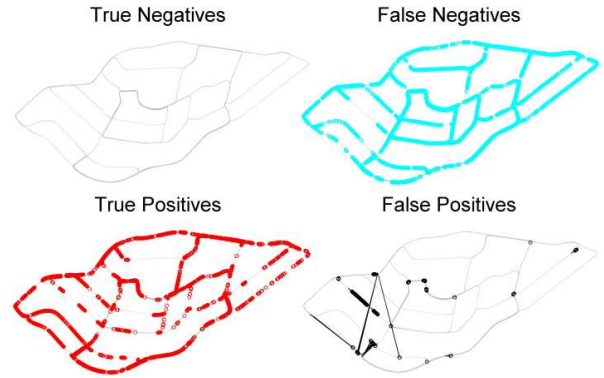 True Negatives
False Negatives
True Positives
False Positives